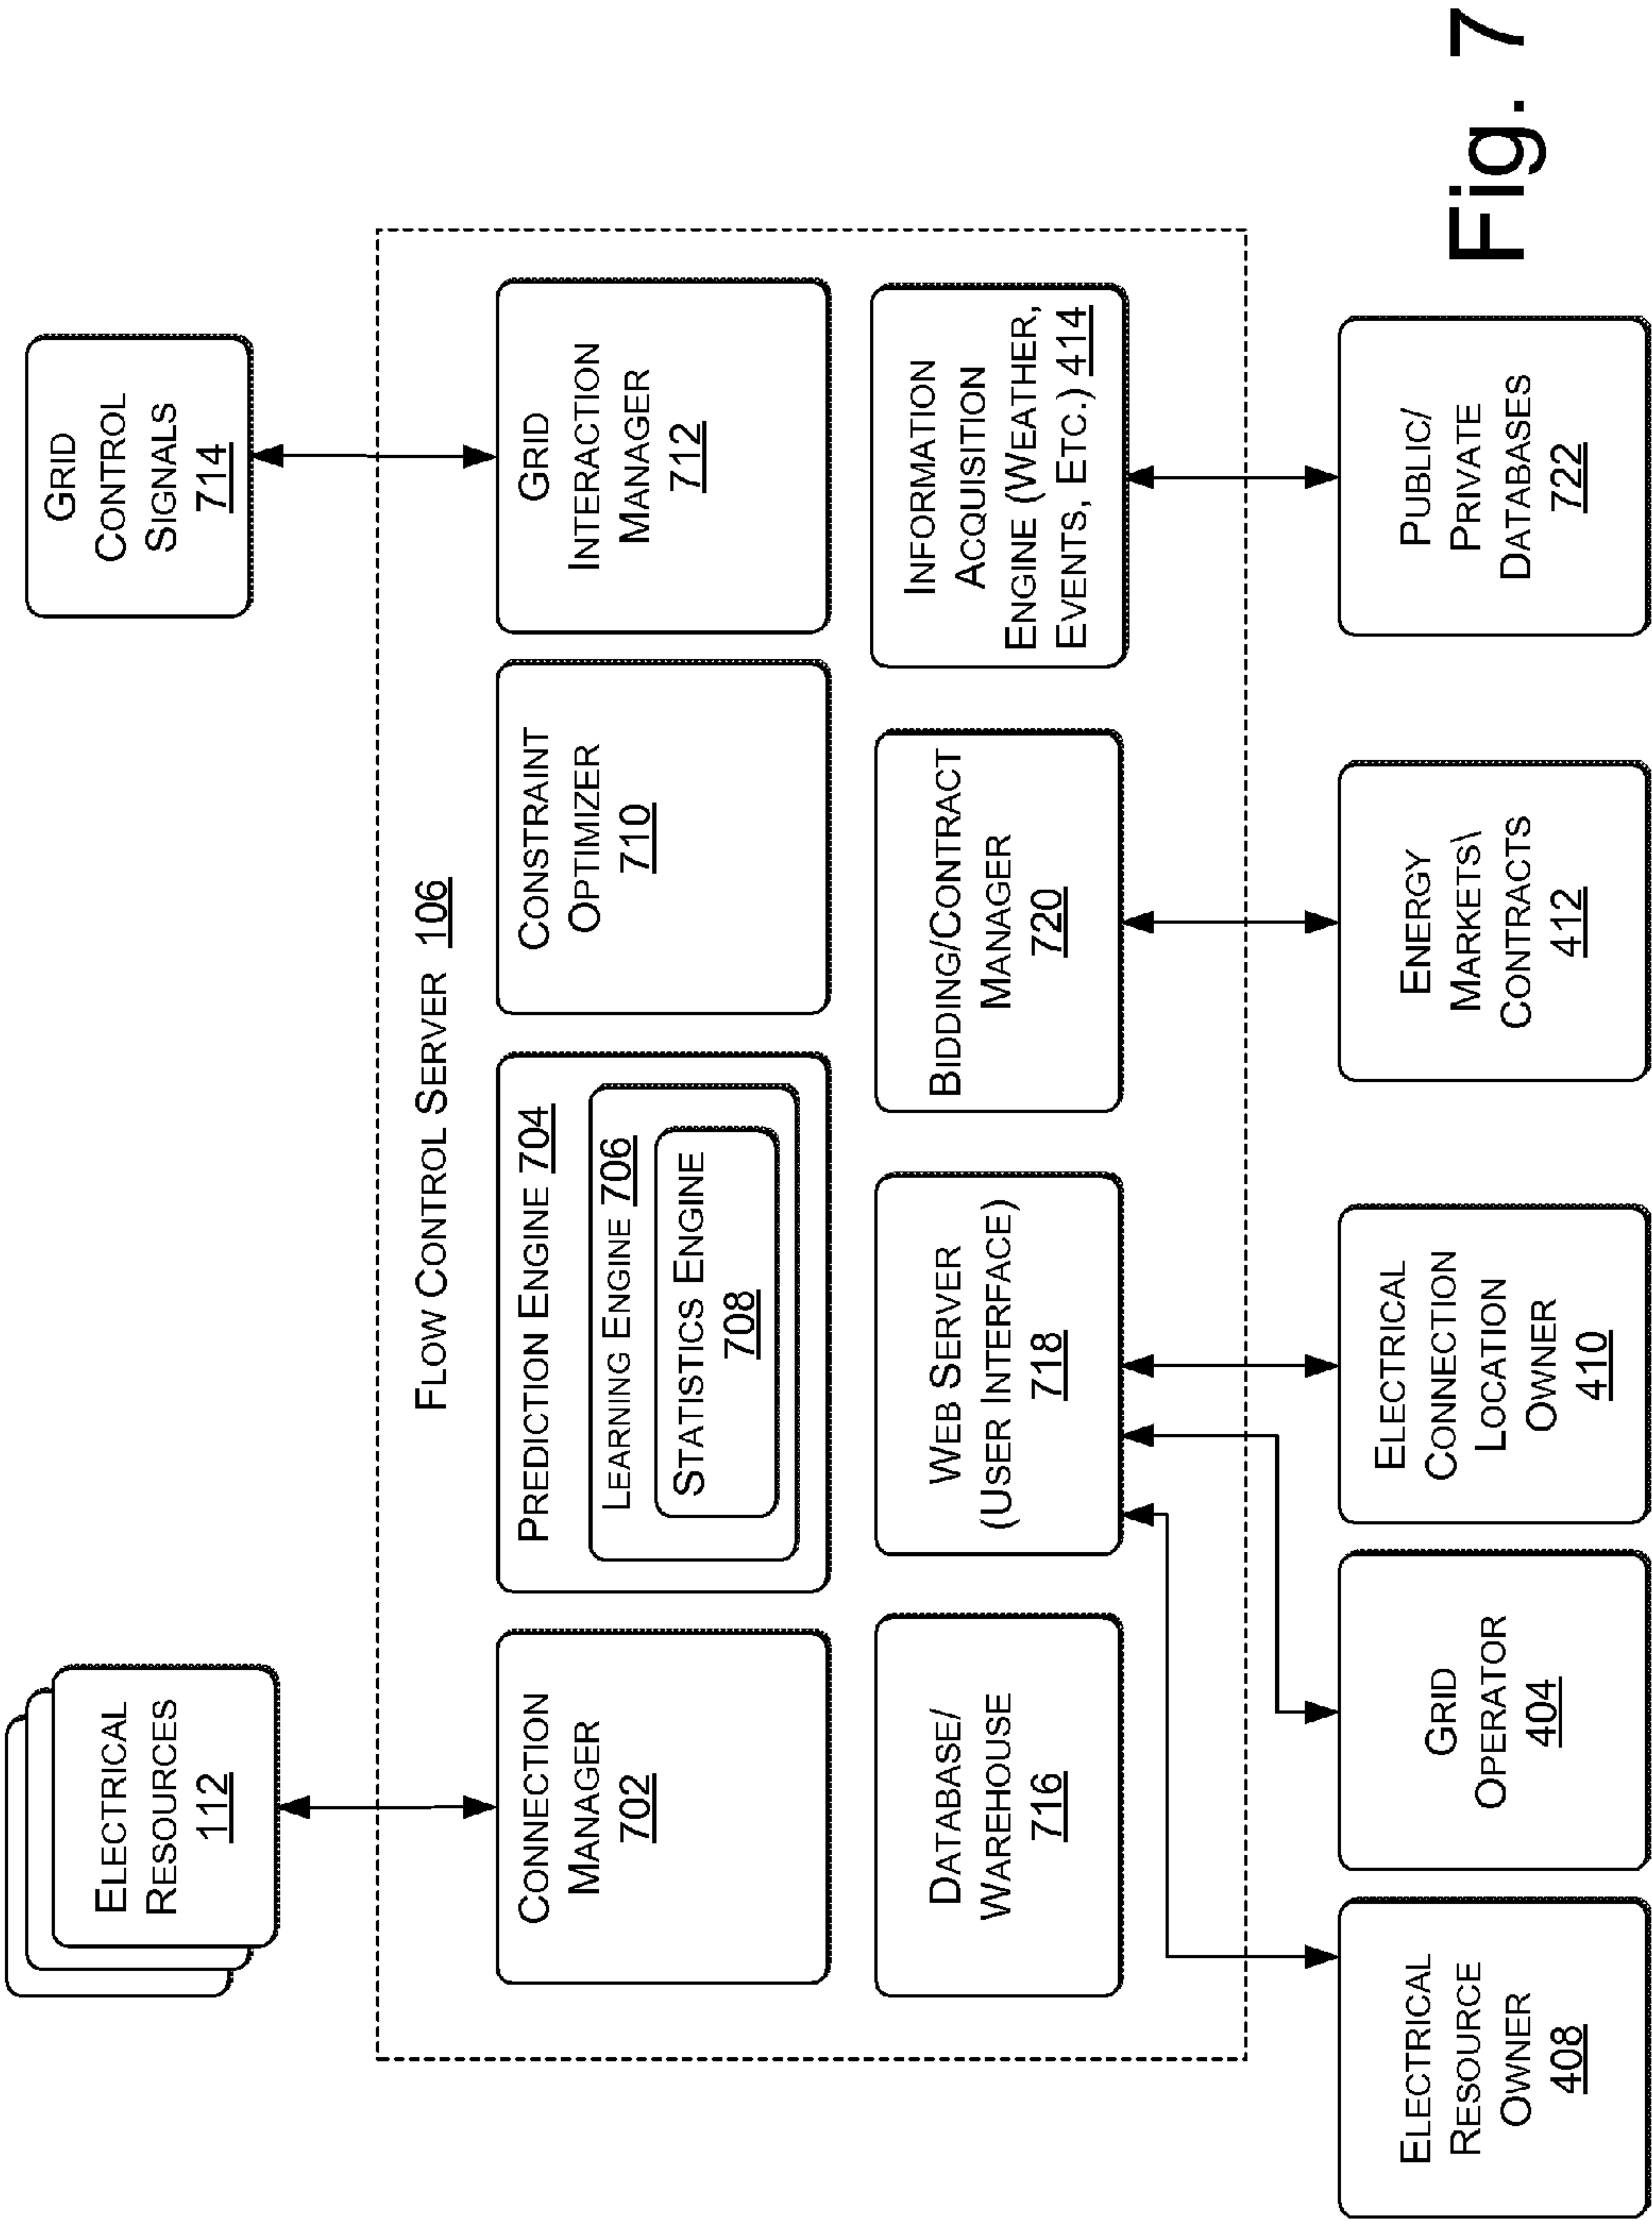 ELECTRICAL
RESOURCES
112
GRID
CONTROL
SIGNALS
714
FLOW CONTROL SERVER 106
CONNECTION
MANAGER
702
PREDICTION ENGINE 704
LEARNING ENGINE 706
STATISTICS ENGINE
708
CONSTRAINT
OPTIMIZER
710
GRID
INTERACTION
MANAGER
712
DATABASE/
WAREHOUSE
716
WEB SERVER
(USER INTERFACE)
718
BIDDING/CONTRACT
MANAGER
720
INFORMATION
ACQUISITION
ENGINE (WEATHER,
EVENTS, ETC.) 414
ELECTRICAL
RESOURCE
OWNER
408
GRID
OPERATOR
404
ELECTRICAL
CONNECTION
LOCATION
OWNER
410
ENERGY
MARKETS\
CONTRACTS
412
PUBLIC/
PRIVATE
DATABASES
722
Fig. 7